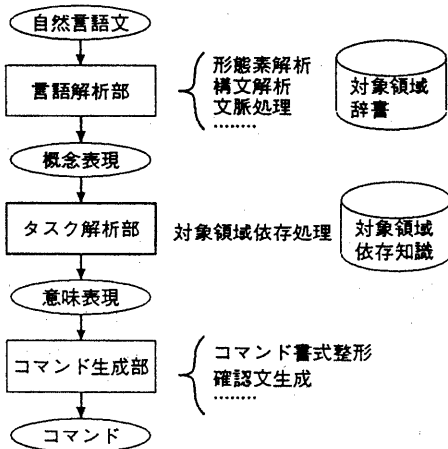 自然言語文
言語解析部
形態素解析
構文解析
文脈処理
………
対象領域
辞書
概念表現
タスク解析部
対象領域依存処理
対象領域
依存知識
意味表現
コマンド生成部
コマンド書式整形
確認文生成
………
コマンド